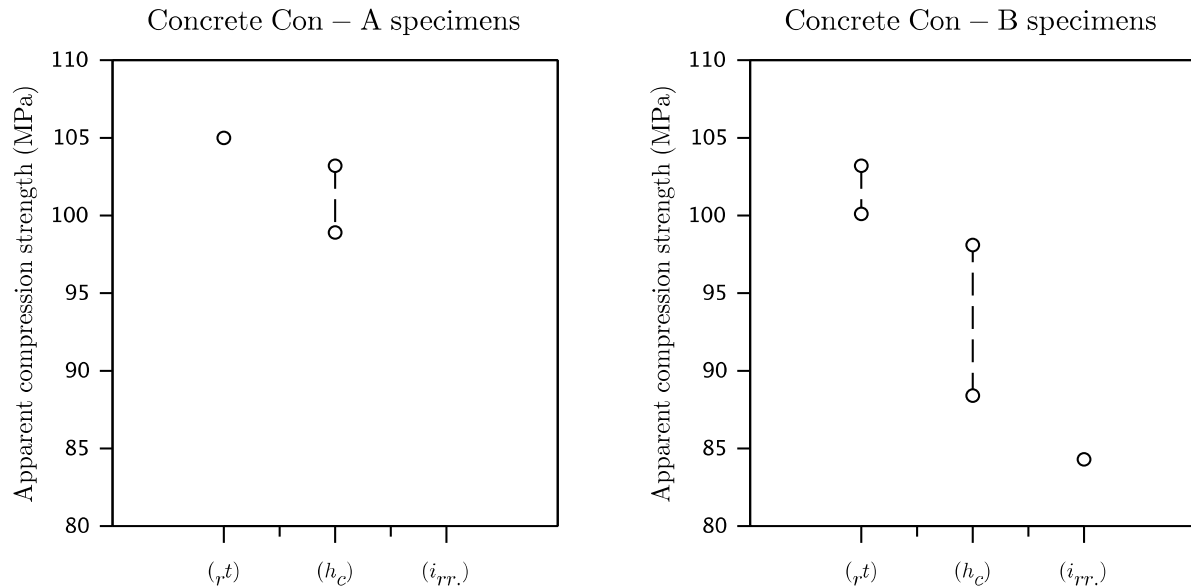 Concrete Con – A specimens
Apparent compression strength (MPa)
110
105
100
95
90
85
80
(rt)
(hc)
(irr.)
Concrete Con – B specimens
Apparent compression strength (MPa)
110
105
100
95
90
85
80
(rt)
(hc)
(irr.)